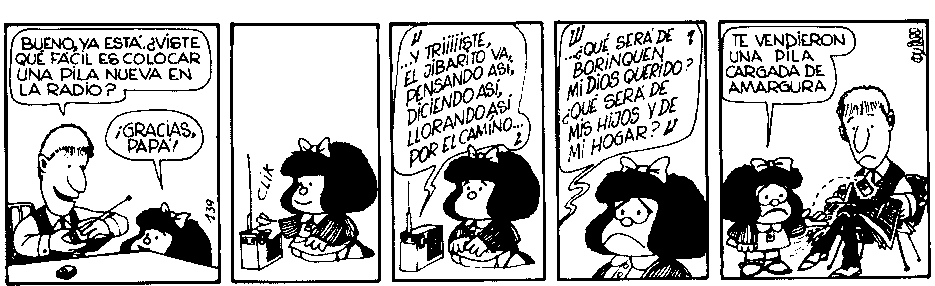 BUENO, YA ESTÁ. ¿VISTE
QUÉ FÁCIL ES COLOCAR
UNA PILA NUEVA EN
LA RADIO?
¡GRACIAS,
PAPÁ!
139
CLIK
...Y TRIIIIISTE,
EL JIBARITO VA,
PENSANDO ASÍ,
DICIENDO ASÍ,
LLORANDO ASÍ
POR EL CAMINO...
...¿QUÉ SERÁ DE
BORINQUEN
MI DIOS QUERIDO?
¿QUÉ SERÁ DE
MIS HIJOS Y DE
MI HOGAR?
TE VENDIERON
UNA PILA
CARGADA DE
AMARGURA